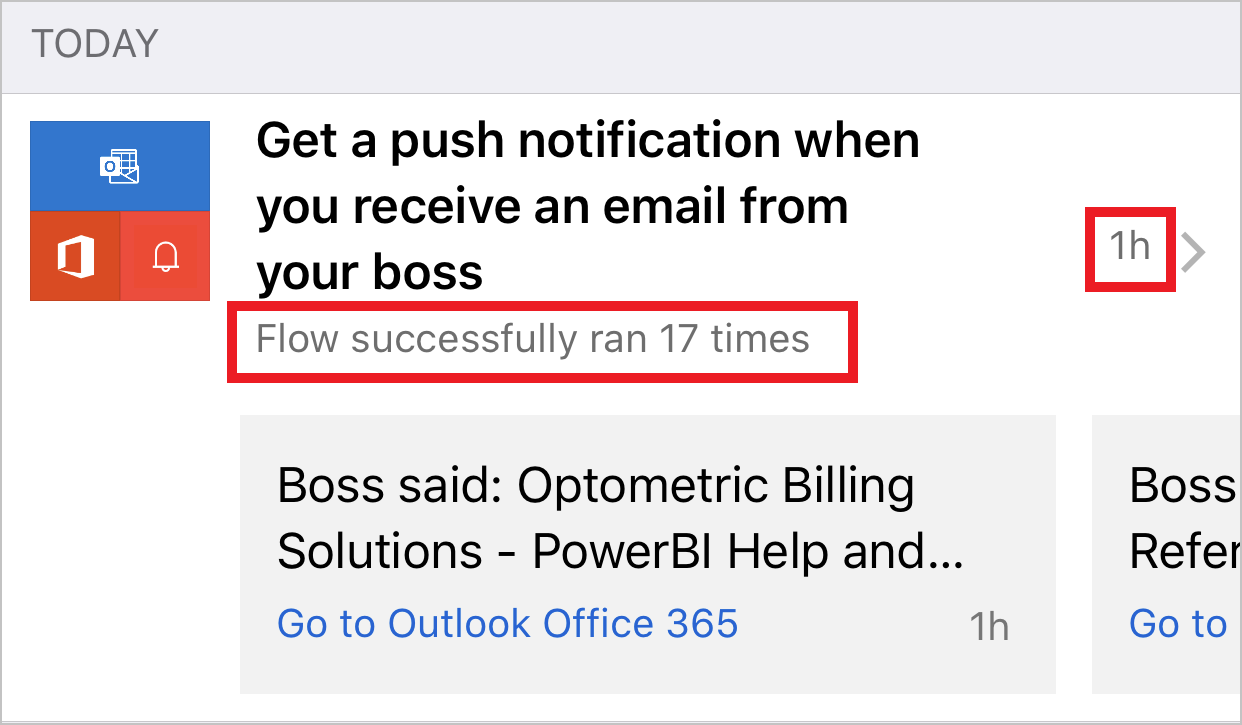 TODAY
Get a push notification when
you receive an email from
your boss
1h
Flow successfully ran 17 times
Boss said: Optometric Billing
Solutions - PowerBI Help and...
Go to Outlook Office 365
1h
Boss
Refer
Go to